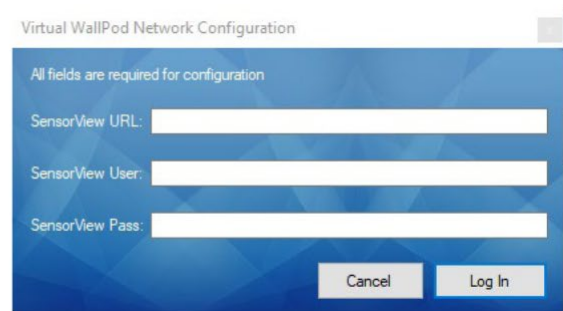 Virtual WallPod Network Configuration
All fields are required for configuration
SensorView URL:
SensorView User:
SensorView Pass:
Cancel Log In